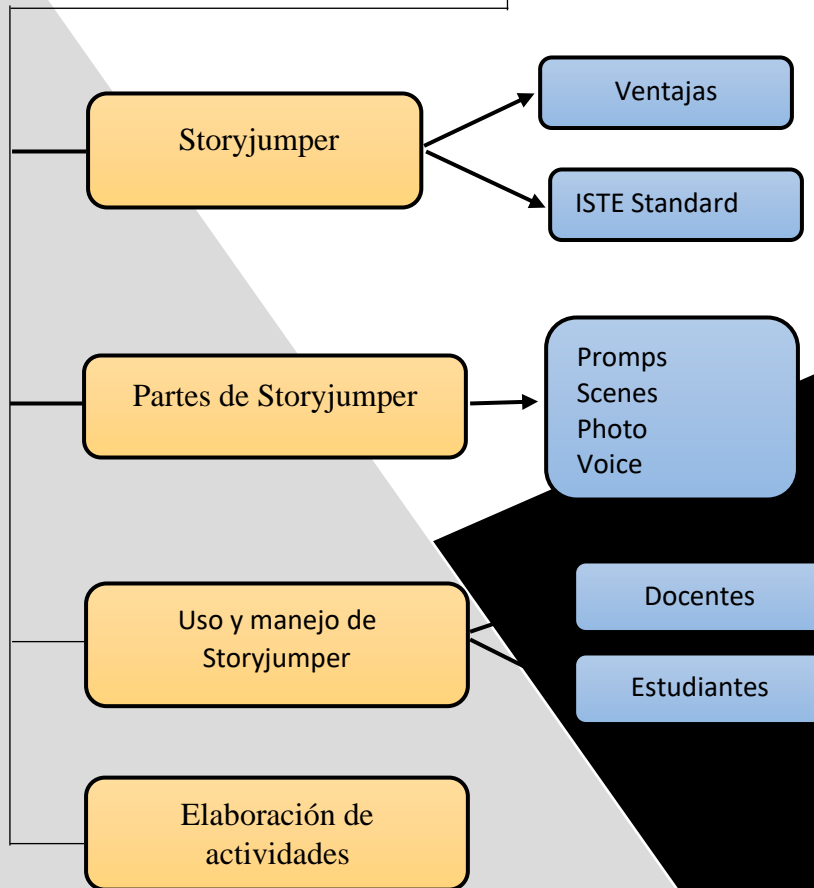 Storyjumper
Ventajas
ISTE Standard
Partes de Storyjumper
Promps
Scenes
Photo
Voice
Uso y manejo de
Storyjumper
Docentes
Estudiantes
Elaboración de
actividades